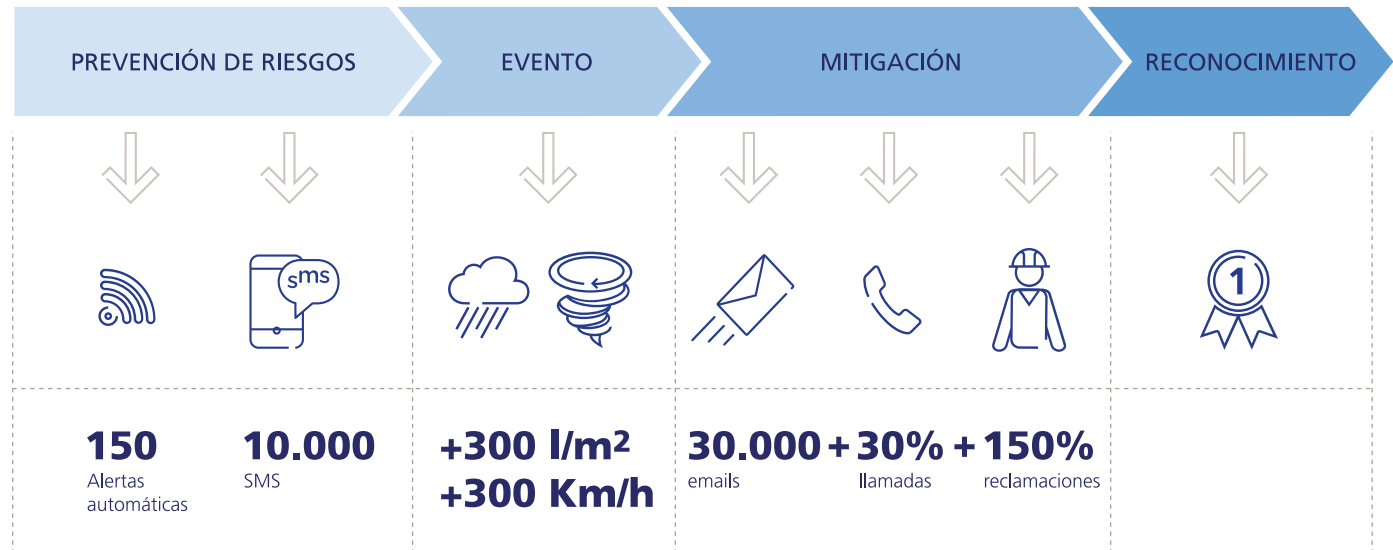 PREVENCIÓN DE RIESGOS
EVENTO
MITIGACIÓN
RECONOCIMIENTO
sms
1
150
Alertas
automáticas
10.000
SMS
+300 l/m²
+300 Km/h
30.000 + 30% + 150%
emails
llamadas
reclamaciones